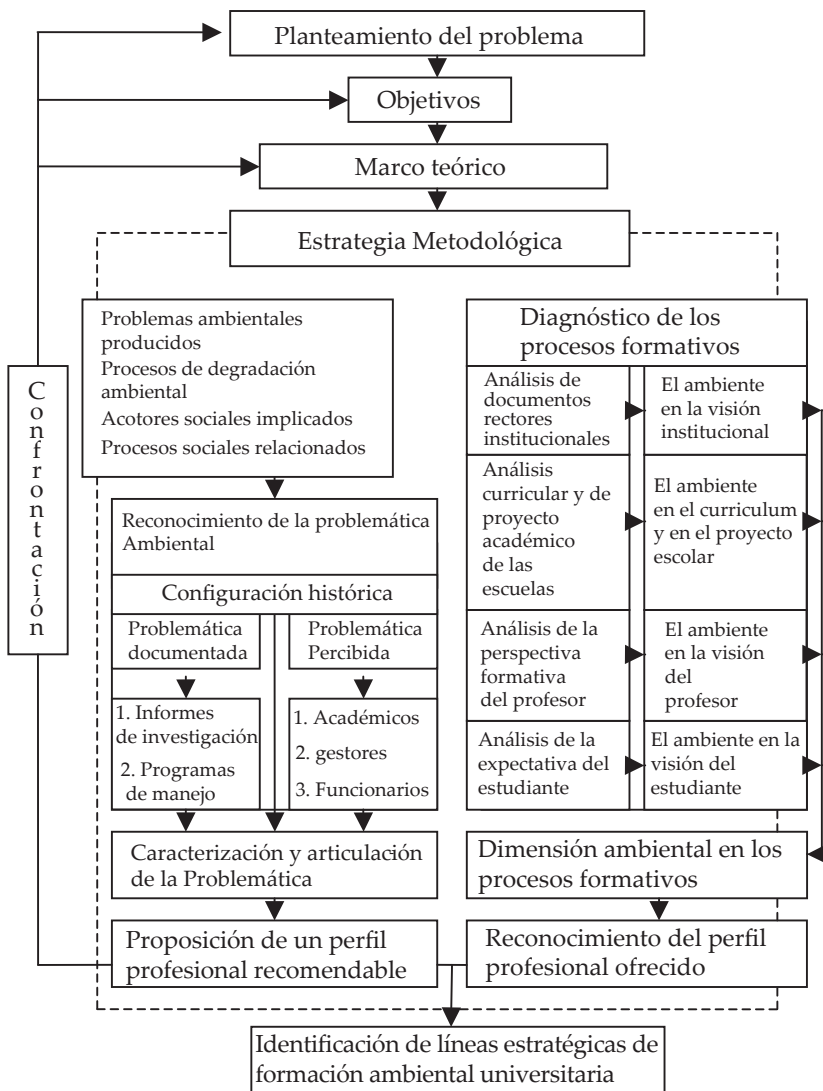 Planteamiento del problema
Objetivos
Marco teórico
Estrategia Metodológica
Confrontación
Problemas ambientales
producidos
Procesos de degradación
ambiental
Acotores sociales implicados
Procesos sociales relacionados
Reconocimiento de la problemática
Ambiental
Configuración histórica
Problemática
documentada
Problemática
Percibida
1. Informes
de investigación
2. Programas
de manejo
1. Académicos
2. gestores
3. Funcionarios
Caracterización y articulación
de la Problemática
Proposición de un perfil
profesional recomendable
Diagnóstico de los
procesos formativos
Análisis de
documentos
rectores
institucionales
El ambiente
en la visión
institucional
Análisis
curricular y de
proyecto
académico
de las
escuelas
El ambiente
en el curriculum
y en el proyecto
escolar
Análisis de la
perspectiva
formativa
del profesor
El ambiente
en la visión
del
profesor
Análisis de la
expectativa del
estudiante
El ambiente en la
visión del
estudiante
Dimensión ambiental en los
procesos formativos
Reconocimiento del perfil
profesional ofrecido
Identificación de líneas estratégicas de
formación ambiental universitaria